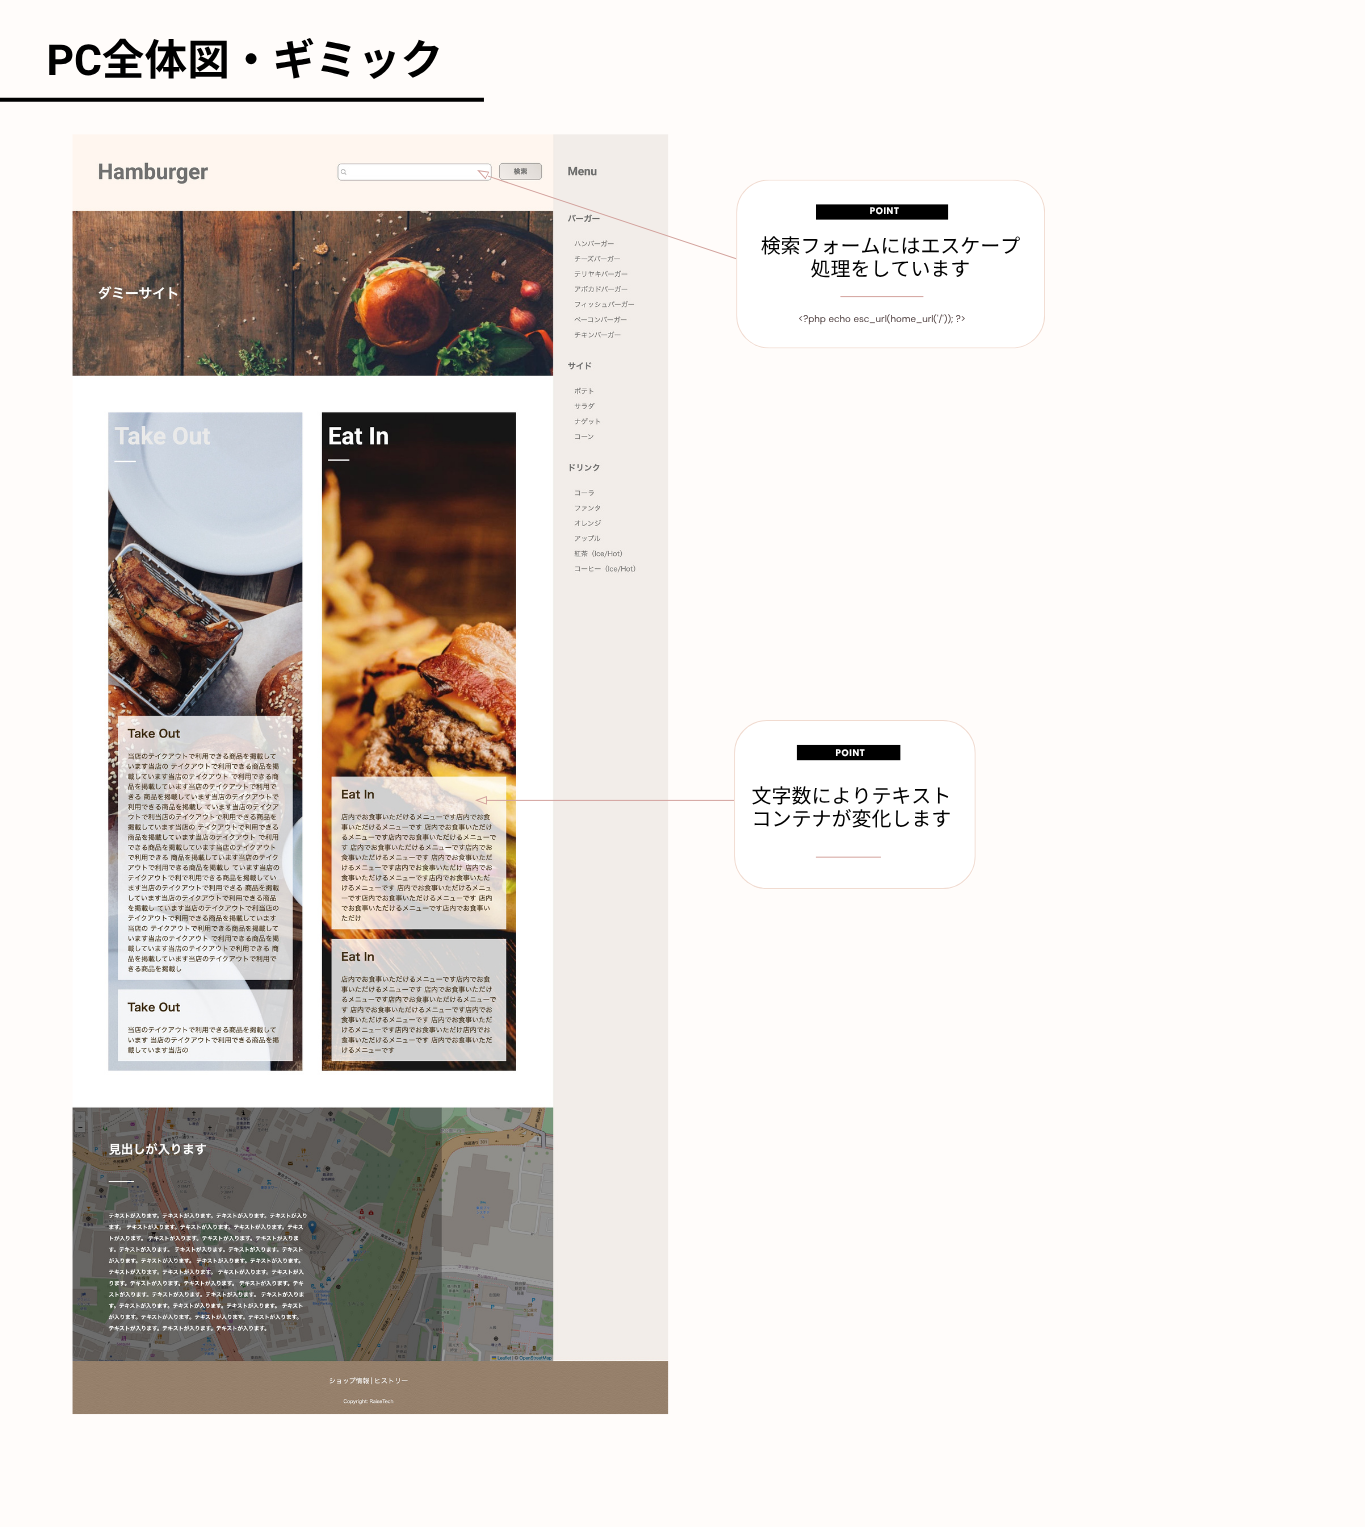 PC全体図・ギミック
Hamburger
検索
Menu
ダミーサイト
バーガー
ハンバーガー
チーズバーガー
テリヤキバーガー
アボカドバーガー
フィッシュバーガー
ベーコンバーガー
チキンバーガー
サイド
ポテト
サラダ
ナゲット
コーン
ドリンク
コーラ
ファンタ
オレンジ
アップル
紅茶（Ice/Hot）
コーヒー（Ice/Hot）
POINT
検索フォームにはエスケープ
処理をしています
<?php echo esc_url(home_url('/')); ?>
Take Out
Take Out
当店のテイクアウトで利用できる商品を掲載して
います当店の テイクアウトで利用できる商品を掲
載しています当店のテイクアウト で利用できる商
品を掲載しています当店のテイクアウトで利用で
きる 商品を掲載しています当店のテイクアウトで
利用できる商品を掲載し ています当店のテイクア
ウトで利当店のテイクアウトで利用できる商品を
掲載しています当店の テイクアウトで利用できる
商品を掲載しています当店のテイクアウト で利用
できる商品を掲載しています当店のテイクアウト
で利用できる 商品を掲載しています当店のテイク
アウトで利用できる商品を掲載し ています当店の
テイクアウトで利で利用できる商品を掲載してい
ます当店のテイクアウトで利用できる 商品を掲載
しています当店のテイクアウトで利用できる商品
を掲載し ています当店のテイクアウトで利当店の
テイクアウトで利用できる商品を掲載しています
当店の テイクアウトで利用できる商品を掲載して
います当店のテイクアウト で利用できる商品を掲
載しています当店のテイクアウトで利用できる 商
品を掲載しています当店のテイクアウトで利用で
きる商品を掲載し
Take Out
当店のテイクアウトで利用できる商品を掲載して
います 当店のテイクアウトで利用できる商品を掲
載しています当店の
Eat In
Eat In
店内でお食事いただけるメニューです店内でお食
事いただけるメニューです 店内でお食事いただけ
るメニューです店内でお食事いただけるメニューで
す 店内でお食事いただけるメニューです店内でお
食事いただけるメニューです 店内でお食事いただ
けるメニューです店内でお食事いただけ 店内でお
食事いただけるメニューです店内でお食事いただ
けるメニューです 店内でお食事いただけるメニュ
ーです店内でお食事いただけるメニューです 店内
でお食事いただけるメニューです店内でお食事い
ただけ
Eat In
店内でお食事いただけるメニューです店内でお食
事いただけるメニューです 店内でお食事いただけ
るメニューです店内でお食事いただけるメニューで
す 店内でお食事いただけるメニューです店内でお
食事いただけるメニューです 店内でお食事いただ
けるメニューです店内でお食事いただけ店内でお
食事いただけるメニューです 店内でお食事いただ
けるメニューです
POINT
文字数によりテキスト
コンテナが変化します
見出しが入ります
テキストが入ります。テキストが入ります。テキストが入ります。テキストが入り
ます。 テキストが入ります。テキストが入ります。テキストが入ります。テキス
トが入ります。 テキストが入ります。テキストが入ります。テキストが入りま
す。テキストが入ります。 テキストが入ります。テキストが入ります。テキスト
が入ります。テキストが入ります。 テキストが入ります。テキストが入ります。
テキストが入ります。テキストが入ります。 テキストが入ります。テキストが入
ります。テキストが入ります。テキストが入ります。 テキストが入ります。テキ
ストが入ります。テキストが入ります。テキストが入ります。 テキストが入りま
す。テキストが入ります。テキストが入ります。テキストが入ります。 テキスト
が入ります。テキストが入ります。テキストが入ります。テキストが入ります。
テキストが入ります。テキストが入ります。テキストが入ります。
Leaflet | © OpenStreetMap
ショップ情報 | ヒストリー
Copyright: RaiseTech